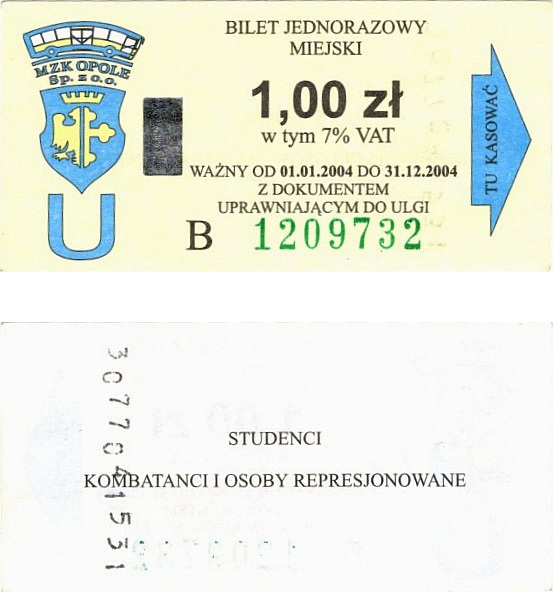 MZK OPOLE
Sp. z o.o.
U
BILET JEDNORAZOWY
MIEJSKI
1,00 zł
w tym 7% VAT
WAŻNY OD 01.01.2004 DO 31.12.2004
Z DOKUMENTEM
UPRAWNIAJĄCYM DO ULGI
B 1209732
TU KASOWAĆ
STUDENCI
KOMBATANCI I OSOBY REPRESJONOWANE
3077041531